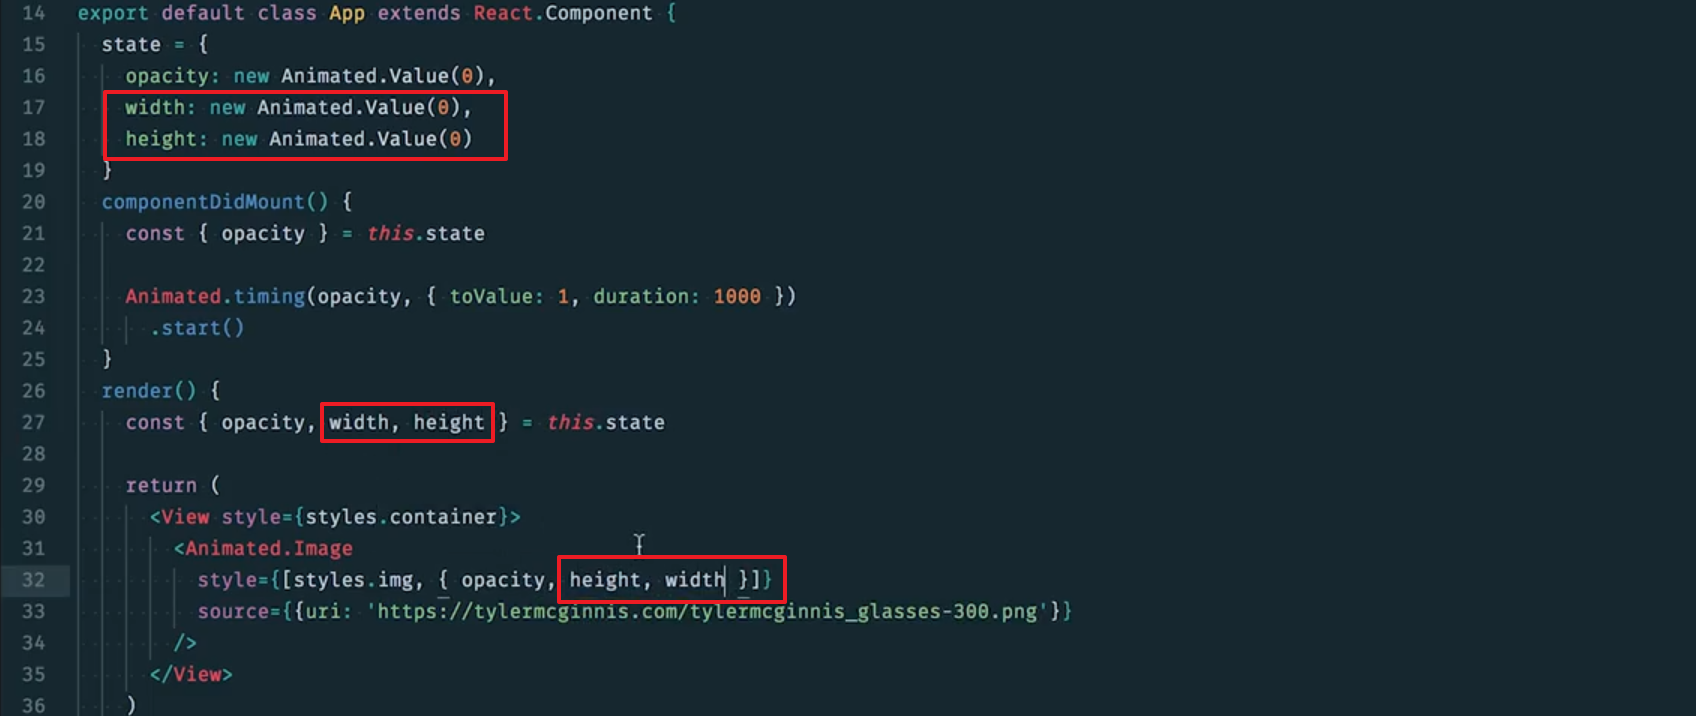 14 export default class App extends React.Component {
15 state = {
16 opacity: new Animated.Value(0),
17 width: new Animated.Value(0),
18 height: new Animated.Value(0)
19 }
20 componentDidMount() {
21 const { opacity } = this.state
22
23 Animated.timing(opacity, { toValue: 1, duration: 1000 })
24 .start()
25 }
26 render() {
27 const { opacity, width, height } = this.state
28
29 return (
30 <View style={styles.container}>
31 <Animated.Image
32 style={[styles.img, { opacity, height, width }]}
33 source={{uri: 'https://tylermcginnis.com/tylermcginnis_glasses-300.png'}}
34 />
35 </View>
36 )